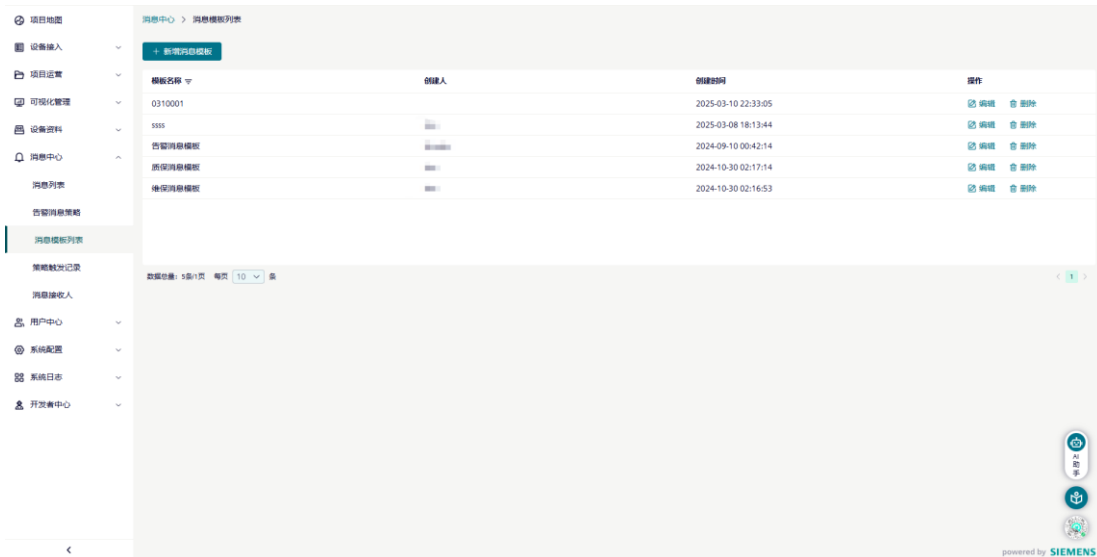 项目地图
设备接入
项目运营
可视化管理
设备资料
消息中心
消息列表
告警消息策略
消息模板列表
策略触发记录
消息接收人
用户中心
系统配置
系统日志
开发者中心
消息中心 > 消息模板列表
+ 新增消息模板
模板名称 创建人 创建时间 操作
0310001 2025-03-10 22:33:05 编辑 删除
ssss 2025-03-08 18:13:44 编辑 删除
告警消息模板 2024-09-10 00:42:14 编辑 删除
质保消息模板 2024-10-30 02:17:14 编辑 删除
维保消息模板 2024-10-30 02:16:53 编辑 删除
数据总量: 5条/1页 每页 10 条
< 1 >
AI助手
powered by SIEMENS